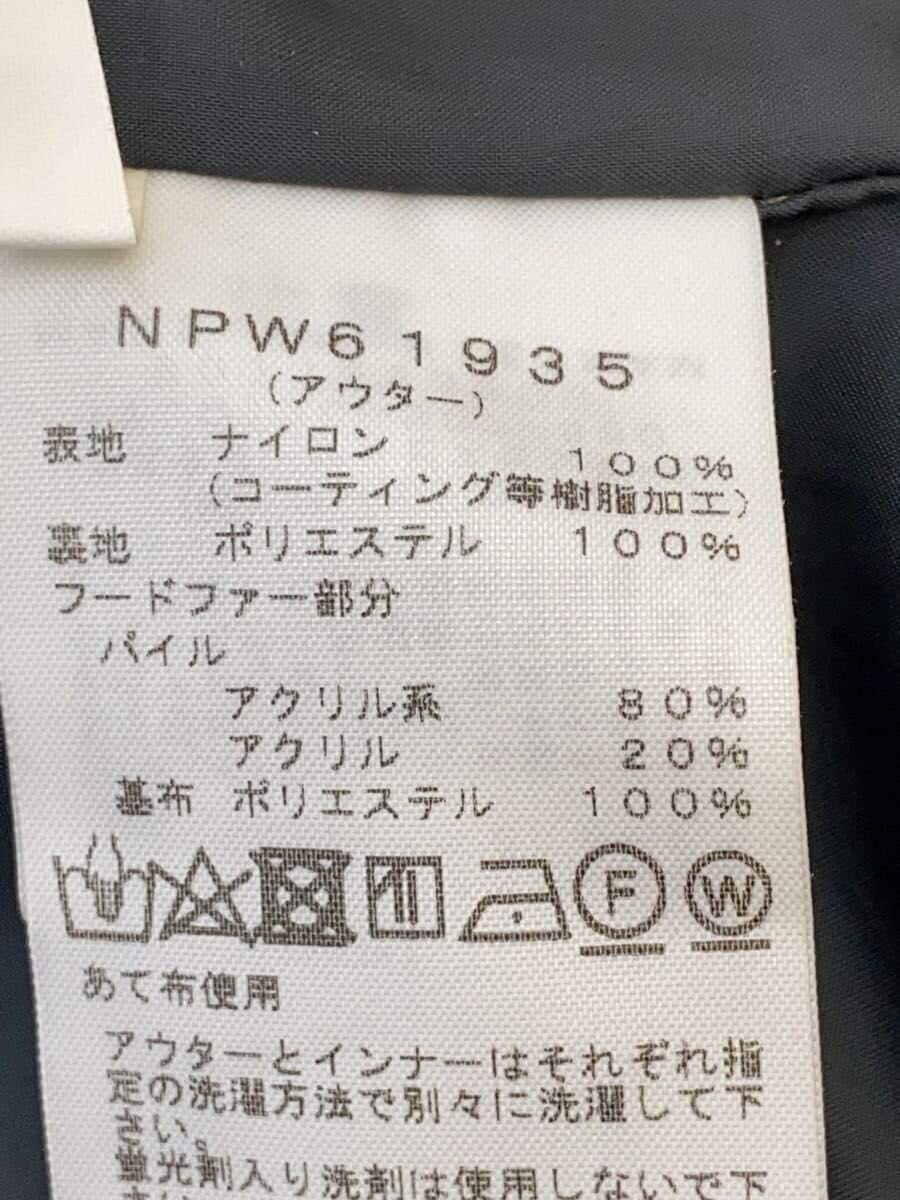 NPW61935
(アウター)
表地 ナイロン 100%
(コーティング等樹脂加工)
裏地 ポリエステル 100%
フードファー部分
パイル
アクリル系 80%
アクリル 20%
基布 ポリエステル 100%
F W
あて布使用
アウターとインナーはそれぞれ指
定の洗濯方法で別々に洗濯して下
さい。
蛍光剤入り洗剤は使用しないで下
さい